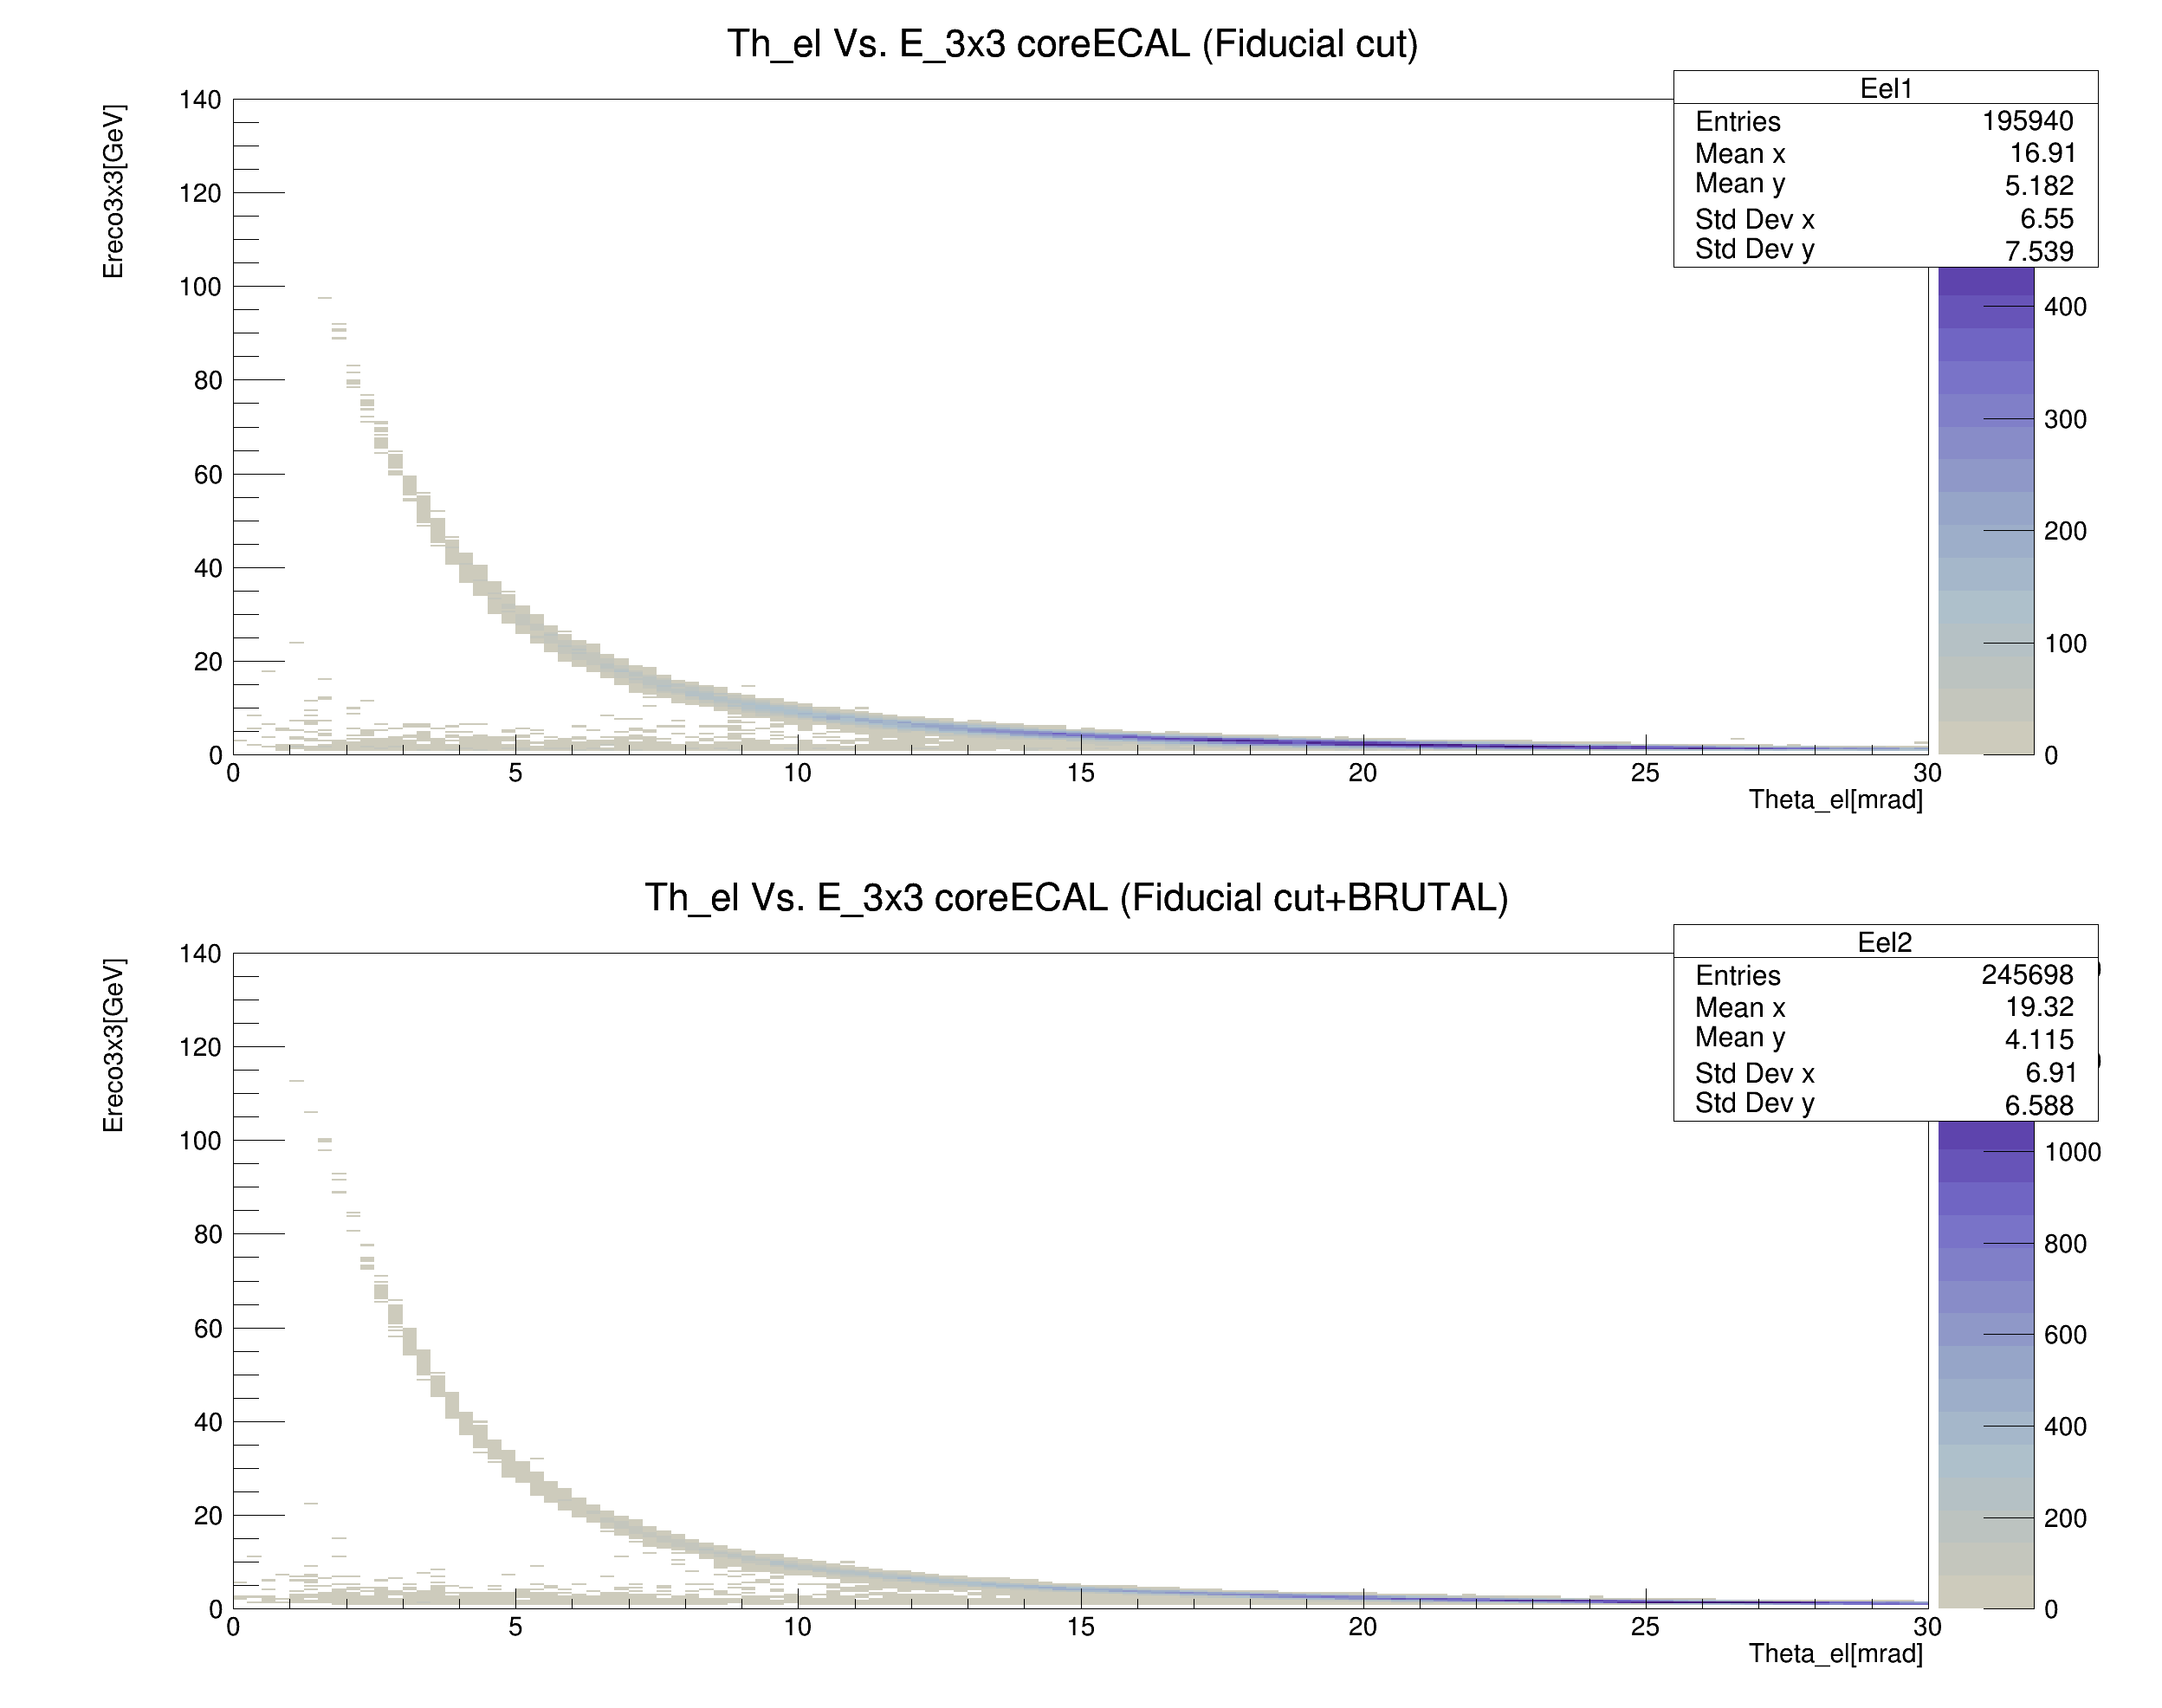 Th_el Vs. E_3x3 coreECAL (Fiducial cut)
Eel1
Entries 195940
Mean x 16.91
Mean y 5.182
Std Dev x 6.55
Std Dev y 7.539
Ereco3x3[GeV]
140
120
100
80
60
40
20
0
0 5 10 15 20 25 30
Theta_el[mrad]
400
300
200
100
0
Th_el Vs. E_3x3 coreECAL (Fiducial cut+BRUTAL)
Eel2
Entries 245698
Mean x 19.32
Mean y 4.115
Std Dev x 6.91
Std Dev y 6.588
Ereco3x3[GeV]
140
120
100
80
60
40
20
0
0 5 10 15 20 25 30
Theta_el[mrad]
1000
800
600
400
200
0